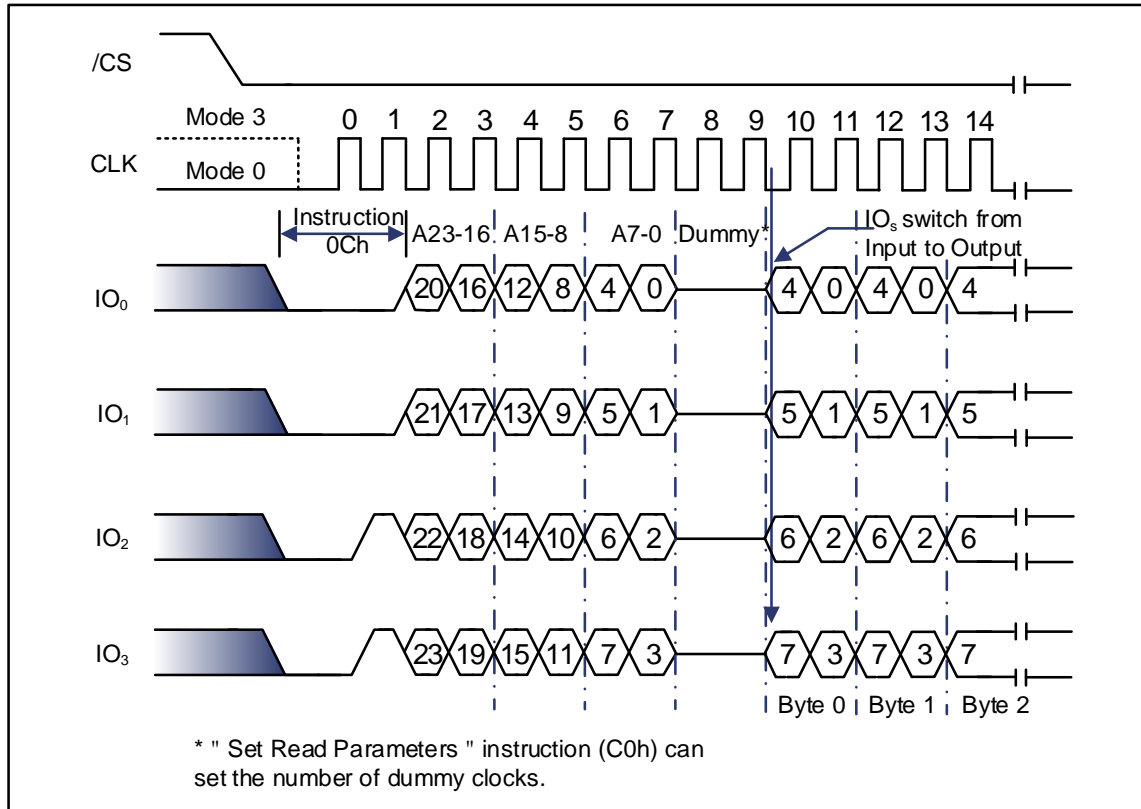 /CS
Mode 3
0 1 2 3 4 5 6 7 8 9 10 11 12 13 14
CLK
Mode 0
Instruction
0Ch
A23-16 A15-8 A7-0 Dummy*
IOs switch from
Input to Output
IO0 20 16 12 8 4 0 4 0 4 0 4
IO1 21 17 13 9 5 1 5 1 5 1 5
IO2 22 18 14 10 6 2 6 2 6 2 6
IO3 23 19 15 11 7 3 7 3 7 3 7
Byte 0 Byte 1 Byte 2
* " Set Read Parameters " instruction (C0h) can
set the number of dummy clocks.